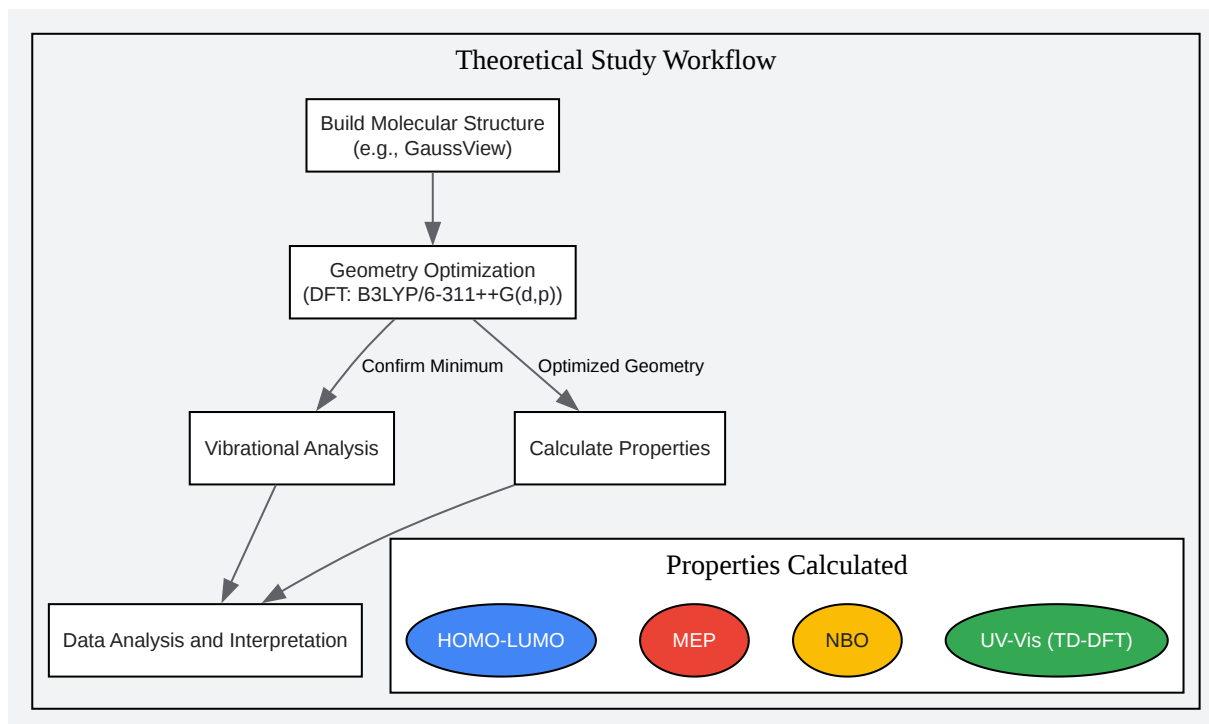 Theoretical Study Workflow
Build Molecular Structure
(e.g., GaussView)
Geometry Optimization
(DFT: B3LYP/6-311++G(d,p))
Confirm Minimum
Optimized Geometry
Vibrational Analysis
Calculate Properties
Properties Calculated
Data Analysis and Interpretation
HOMO-LUMO
MEP
NBO
UV-Vis (TD-DFT)